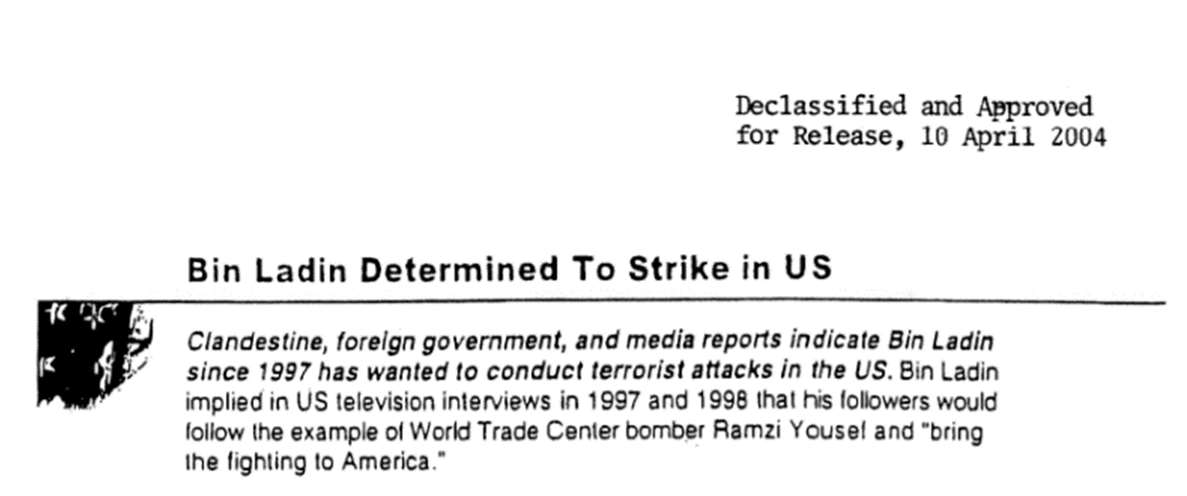 Declassified and Approved
for Release, 10 April 2004
Bin Ladin Determined To Strike in US
Clandestine, foreign government, and media reports indicate Bin Ladin
since 1997 has wanted to conduct terrorist attacks in the US. Bin Ladin
implied in US television interviews in 1997 and 1998 that his followers would
follow the example of World Trade Center bomber Ramzi Yousef and "bring
the fighting to America."